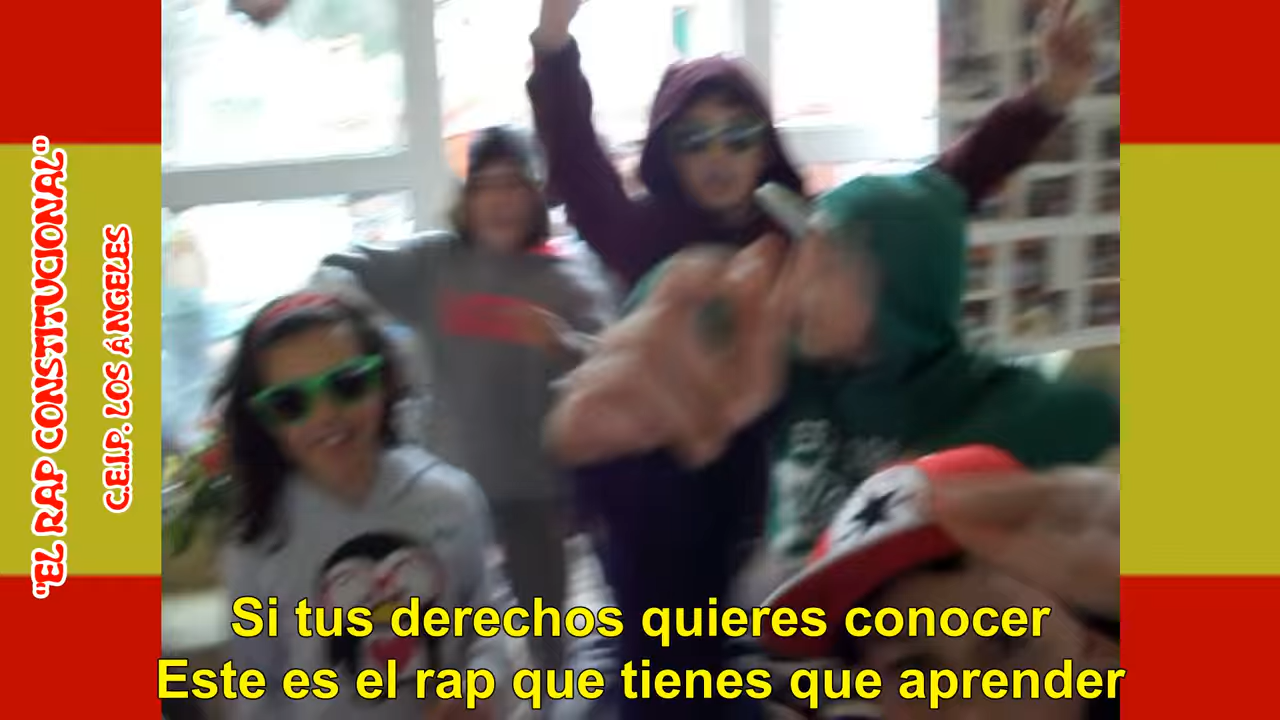 "EL RAP CONSTITUCIONAL"
C.E.I.P. LOS ÁNGELES
Si tus derechos quieres conocer
Este es el rap que tienes que aprender